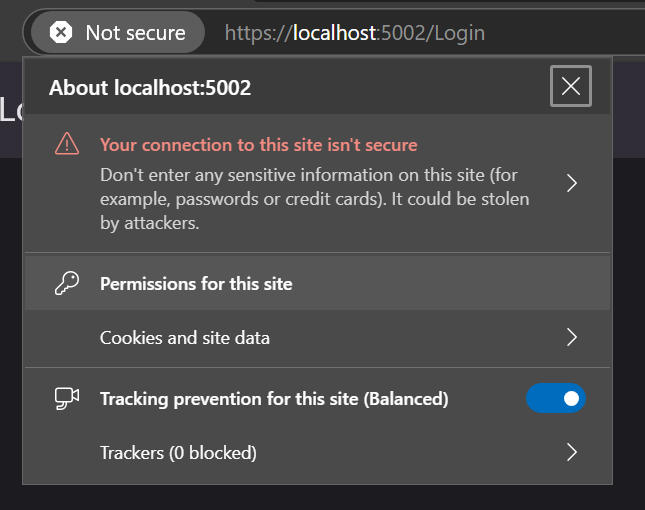 Not secure https://localhost:5002/Login
About localhost:5002
Your connection to this site isn't secure
Don't enter any sensitive information on this site (for
example, passwords or credit cards). It could be stolen
by attackers.
Permissions for this site
Cookies and site data
Tracking prevention for this site (Balanced)
Trackers (0 blocked)